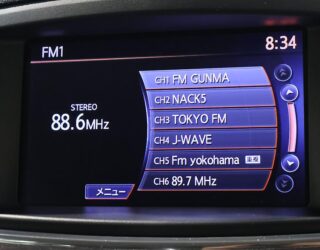 FM1
8:34
STEREO
88.6MHz
CH1 FM GUNMA
CH2 NACK5
CH3 TOKYO FM
CH4 J-WAVE
CH5 Fm yokohama
CH6 89.7 MHz
メニュー